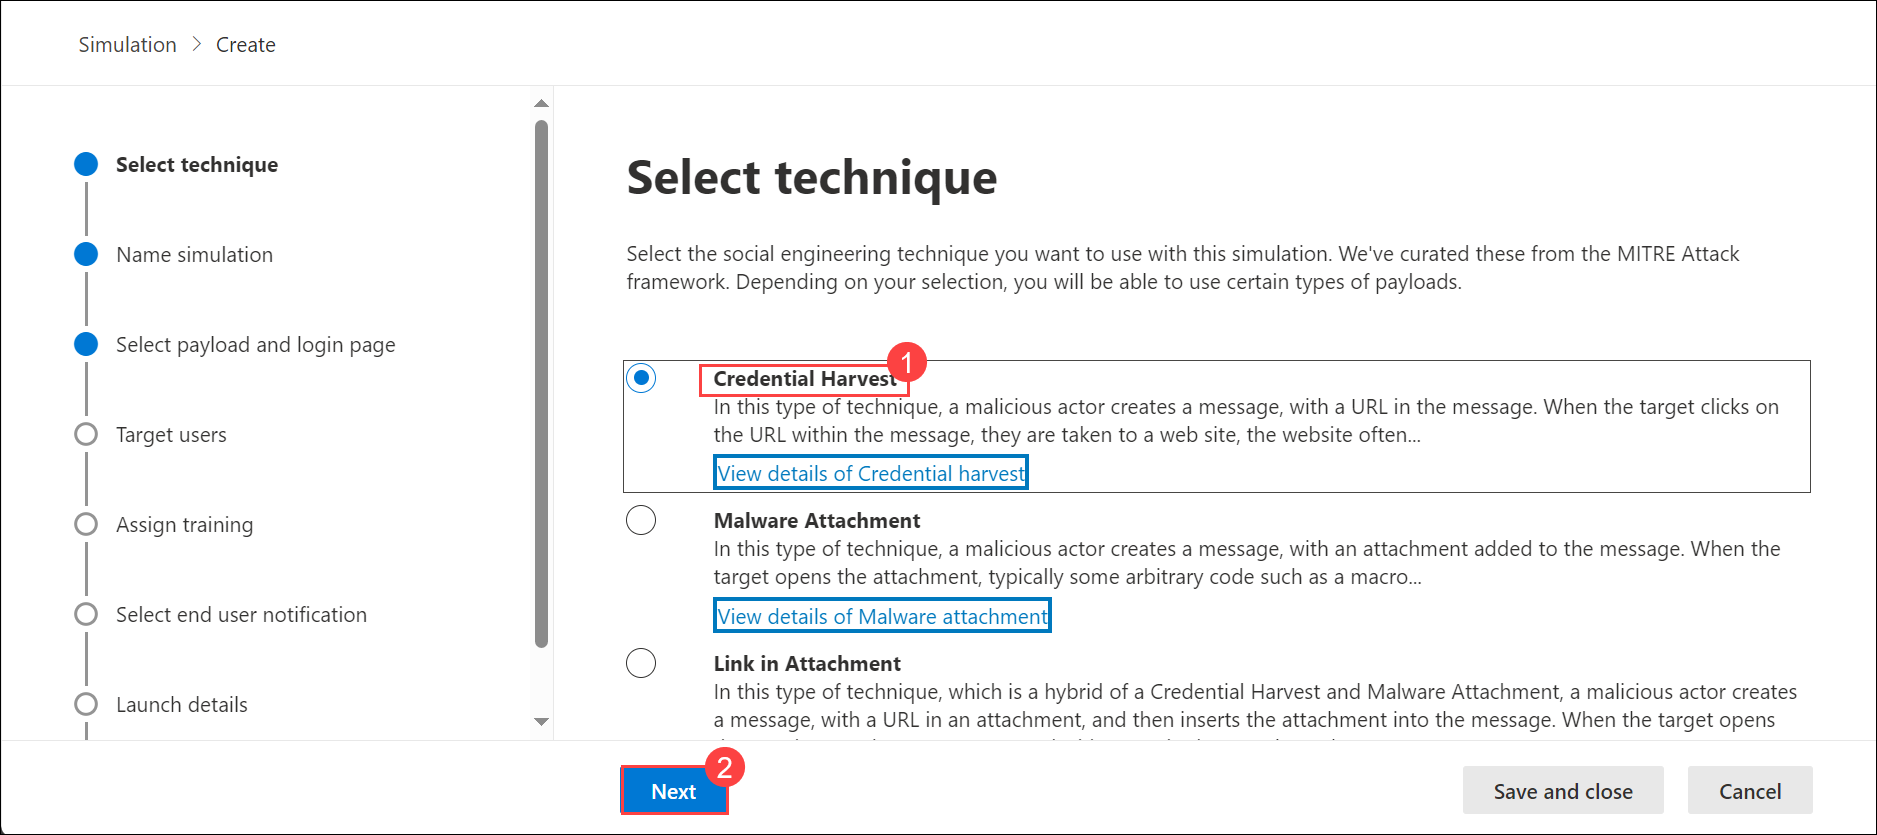 Simulation > Create
Select technique
Name simulation
Select payload and login page
Target users
Assign training
Select end user notification
Launch details
Select technique
Select the social engineering technique you want to use with this simulation. We've curated these from the MITRE Attack
framework. Depending on your selection, you will be able to use certain types of payloads.
1
Credential Harvest
In this type of technique, a malicious actor creates a message, with a URL in the message. When the target clicks on
the URL within the message, they are taken to a web site, the website often...
View details of Credential harvest
Malware Attachment
In this type of technique, a malicious actor creates a message, with an attachment added to the message. When the
target opens the attachment, typically some arbitrary code such as a macro...
View details of Malware attachment
Link in Attachment
In this type of technique, which is a hybrid of a Credential Harvest and Malware Attachment, a malicious actor creates
a message, with a URL in an attachment, and then inserts the attachment into the message. When the target opens
2
Next
Save and close
Cancel